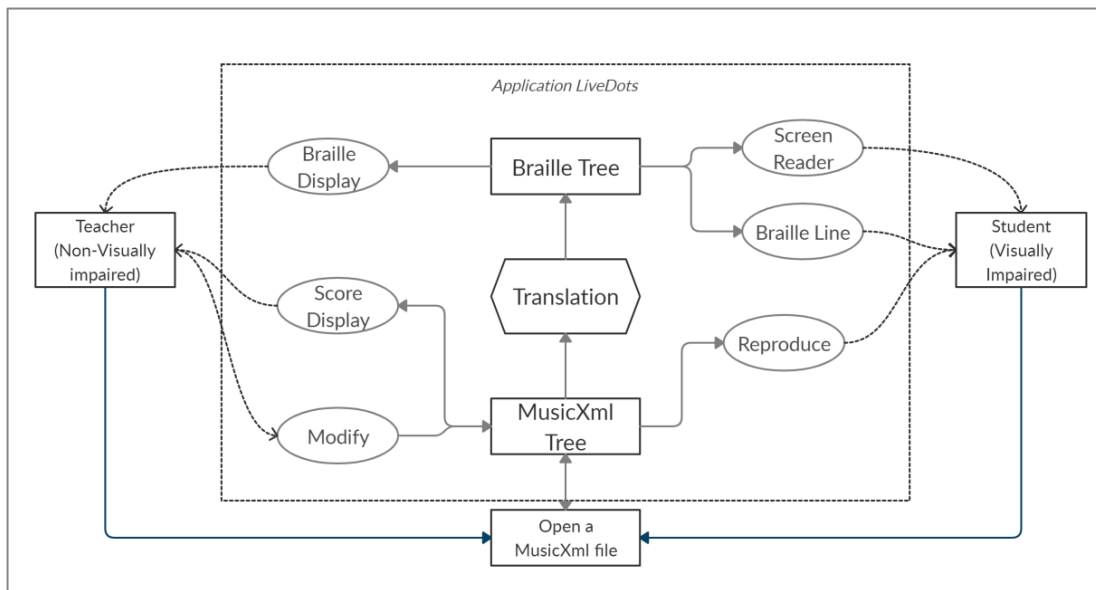 Application LiveDots
Braille
Display
Braille Tree
Screen
Reader
Teacher
(Non-Visually
impaired)
Braille Line
Student
(Visually
Impaired)
Score
Display
Translation
Reproduce
Modify
MusicXml
Tree
Open a
MusicXml file